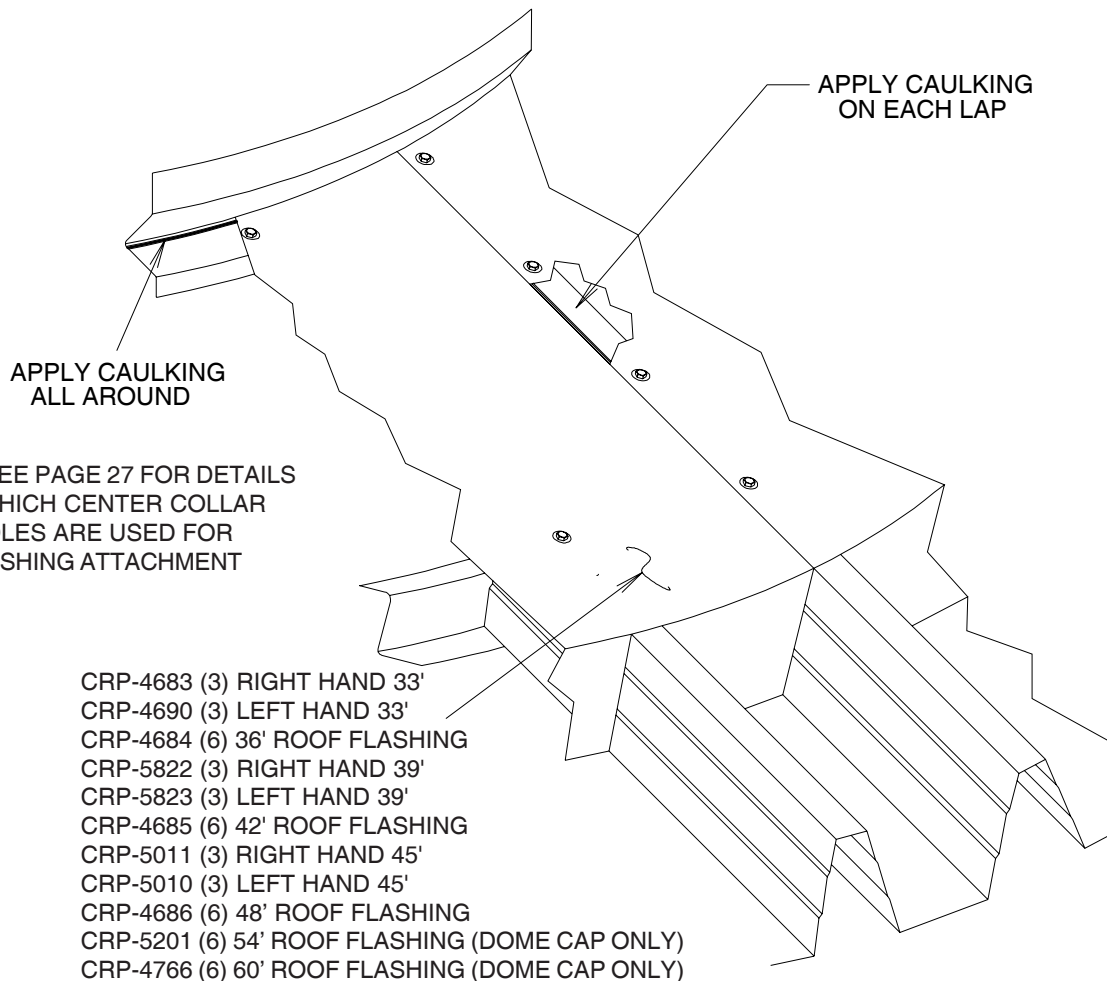 APPLY CAULKING
ON EACH LAP
APPLY CAULKING
ALL AROUND
EE PAGE 27 FOR DETAILS
HICH CENTER COLLAR
LES ARE USED FOR
SHING ATTACHMENT
CRP-4683 (3) RIGHT HAND 33'
CRP-4690 (3) LEFT HAND 33'
CRP-4684 (6) 36' ROOF FLASHING
CRP-5822 (3) RIGHT HAND 39'
CRP-5823 (3) LEFT HAND 39'
CRP-4685 (6) 42' ROOF FLASHING
CRP-5011 (3) RIGHT HAND 45'
CRP-5010 (3) LEFT HAND 45'
CRP-4686 (6) 48’ ROOF FLASHING
CRP-5201 (6) 54’ ROOF FLASHING (DOME CAP ONLY)
CRP-4766 (6) 60’ ROOF FLASHING (DOME CAP ONLY)